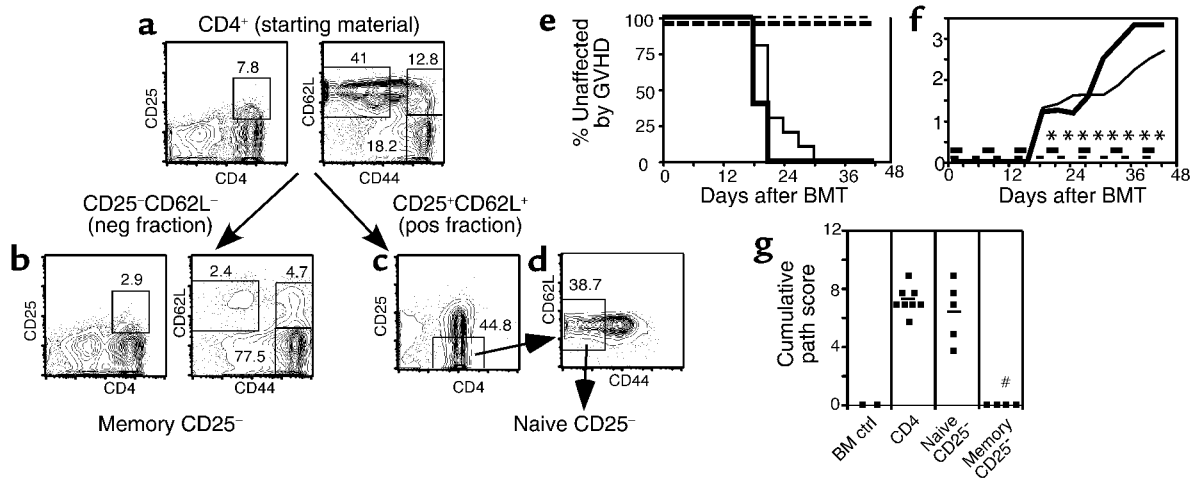 a CD4⁺ (starting material)
7.8
CD25
CD4
41
12.8
18.2
CD62L
CD44
CD25⁻CD62L⁻
(neg fraction)
CD25⁺CD62L⁺
(pos fraction)
b
2.9
CD25
CD4
2.4
4.7
77.5
CD62L
CD44
Memory CD25⁻
c
CD25
44.8
CD4
d
38.7
CD62L
CD44
Naive CD25⁻
e
% Unaffected
by GVHD
100
75
50
25
0
0 12 24 36 48
Days after BMT
f
3
2
1
0
* * * * * * * *
0 12 24 36 48
Days after BMT
g
Cumulative
path score
12
8
4
0
#
BM ctrl
CD4
Naive
CD25⁻
Memory
CD25⁻